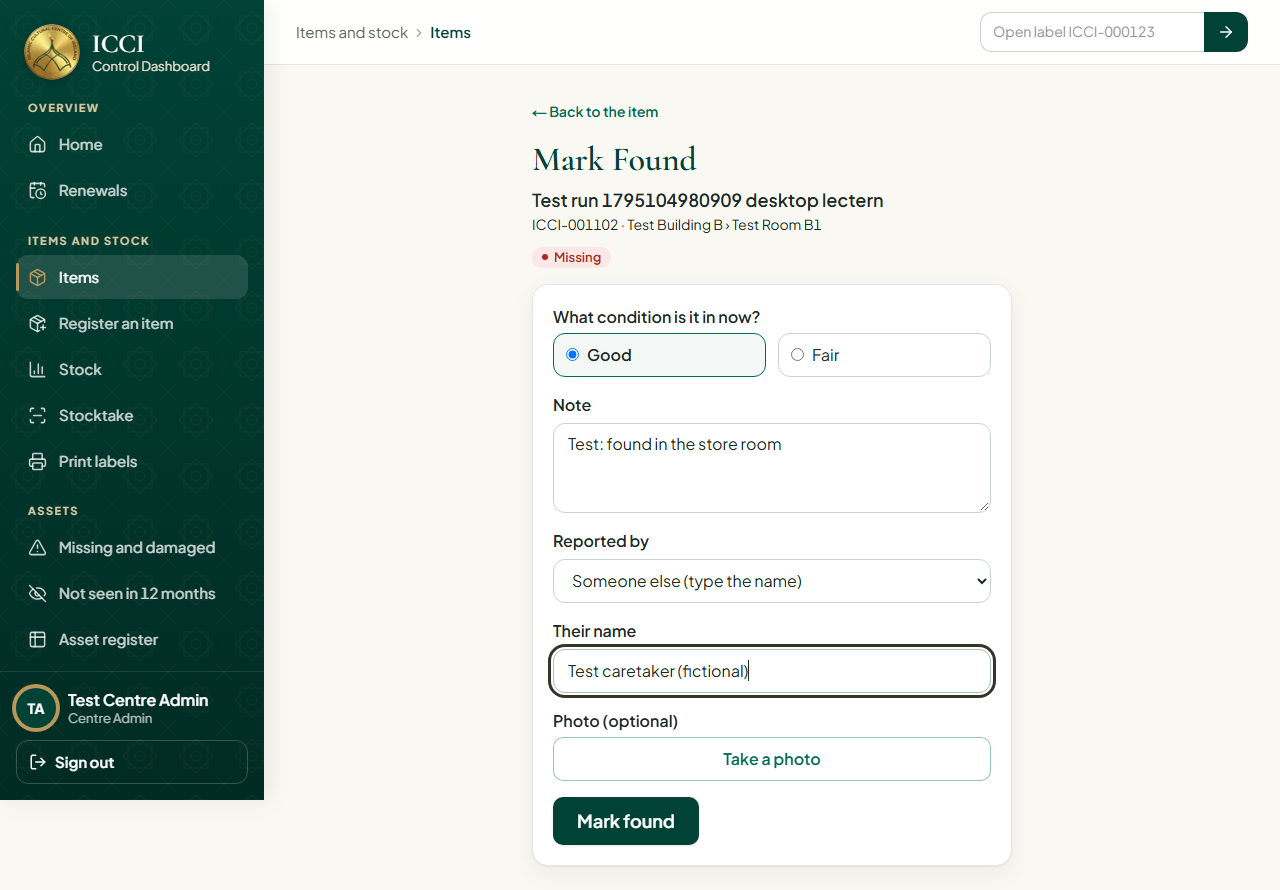 ICCI
Control Dashboard
OVERVIEW
Home
Renewals
ITEMS AND STOCK
Items
Register an item
Stock
Stocktake
Print labels
ASSETS
Missing and damaged
Not seen in 12 months
Asset register
TA
Test Centre Admin
Centre Admin
Sign out
Items and stock › Items
Open label ICCI-000123
← Back to the item
Mark Found
Test run 1795104980909 desktop lectern
ICCI-001102 · Test Building B › Test Room B1
Missing
What condition is it in now?
Good
Fair
Note
Test: found in the store room
Reported by
Someone else (type the name)
Their name
Test caretaker (fictional)
Photo (optional)
Take a photo
Mark found